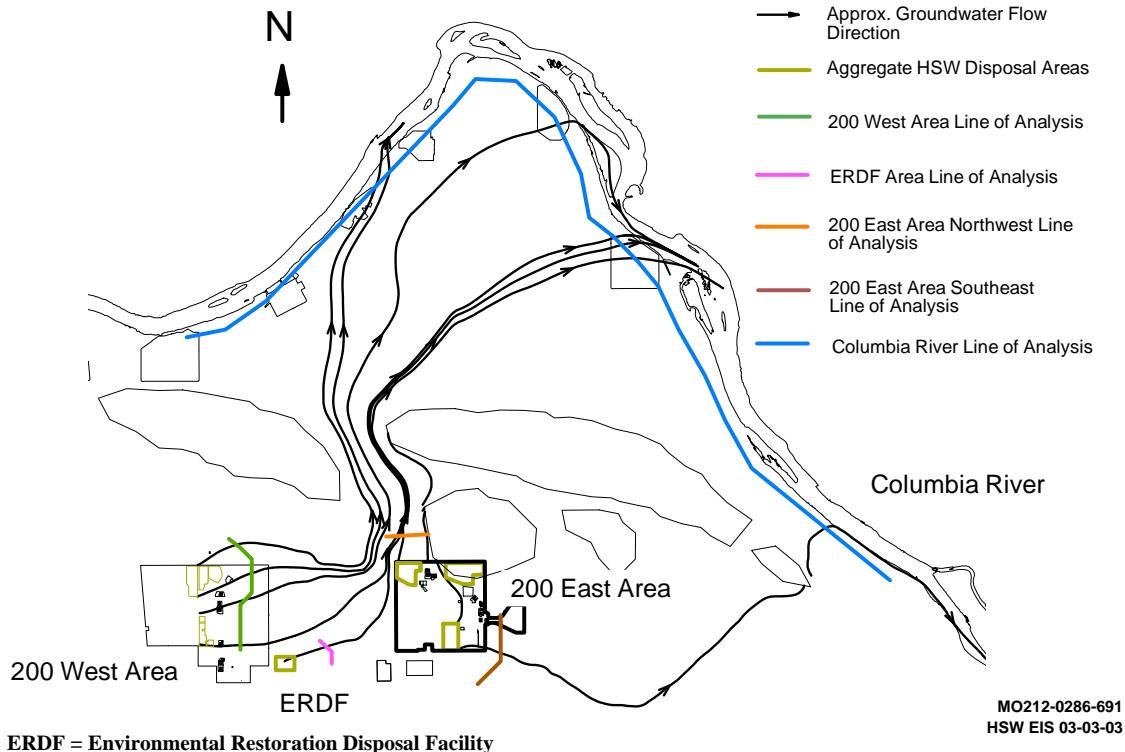 N
Approx. Groundwater Flow
Direction
Aggregate HSW Disposal Areas
200 West Area Line of Analysis
ERDF Area Line of Analysis
200 East Area Northwest Line
of Analysis
200 East Area Southeast
Line of Analysis
Columbia River Line of Analysis
Columbia River
200 East Area
200 West Area
ERDF
MO212-0286-691
HSW EIS 03-03-03
ERDF = Environmental Restoration Disposal Facility